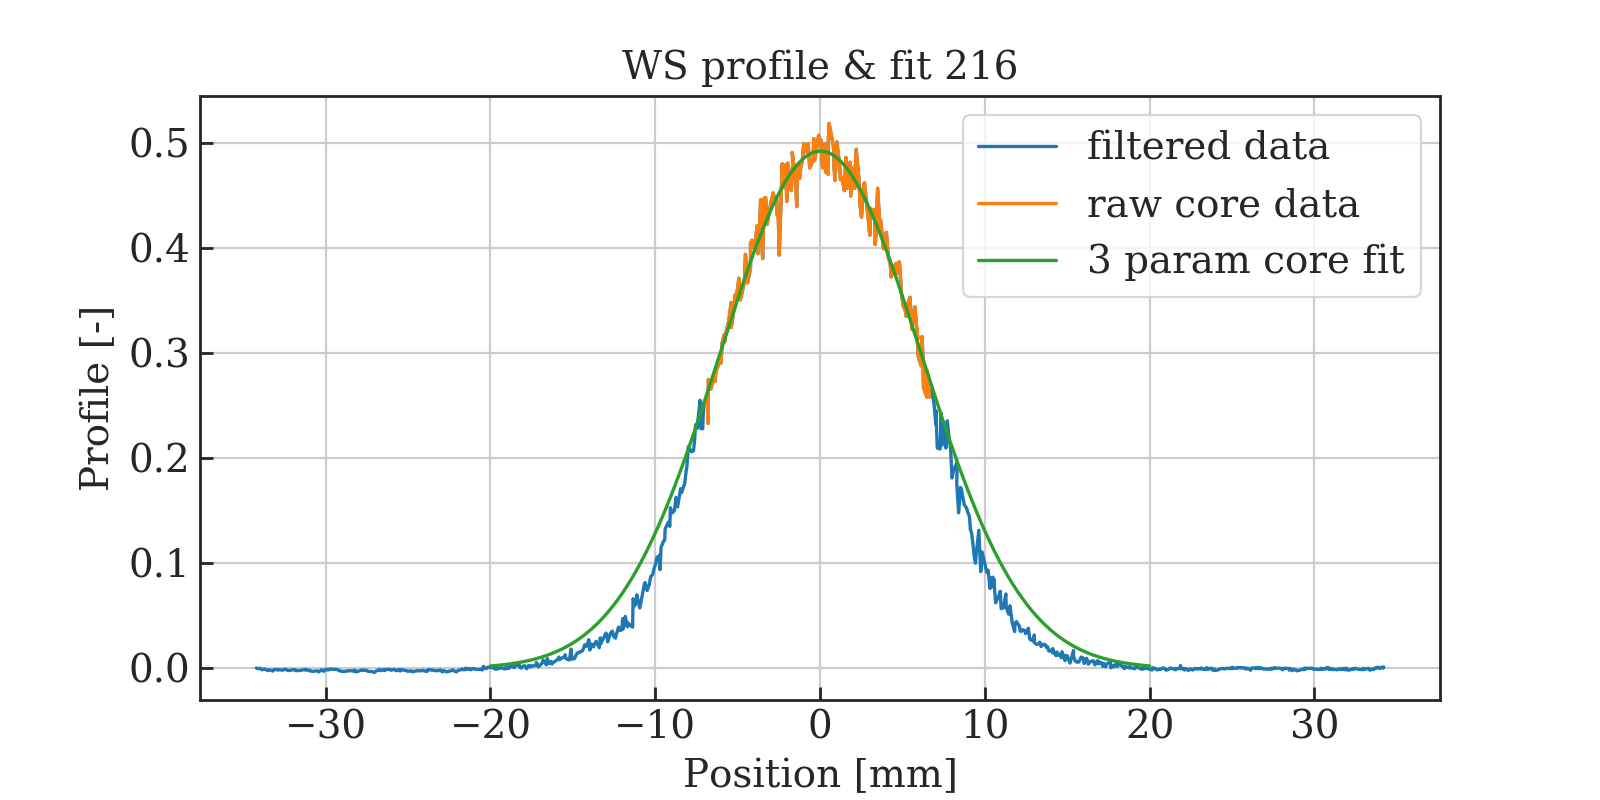 WS profile & fit 216
filtered data
raw core data
3 param core fit
Profile [-]
0.5
0.4
0.3
0.2
0.1
0.0
−30
−20
−10
0
10
20
30
Position [mm]